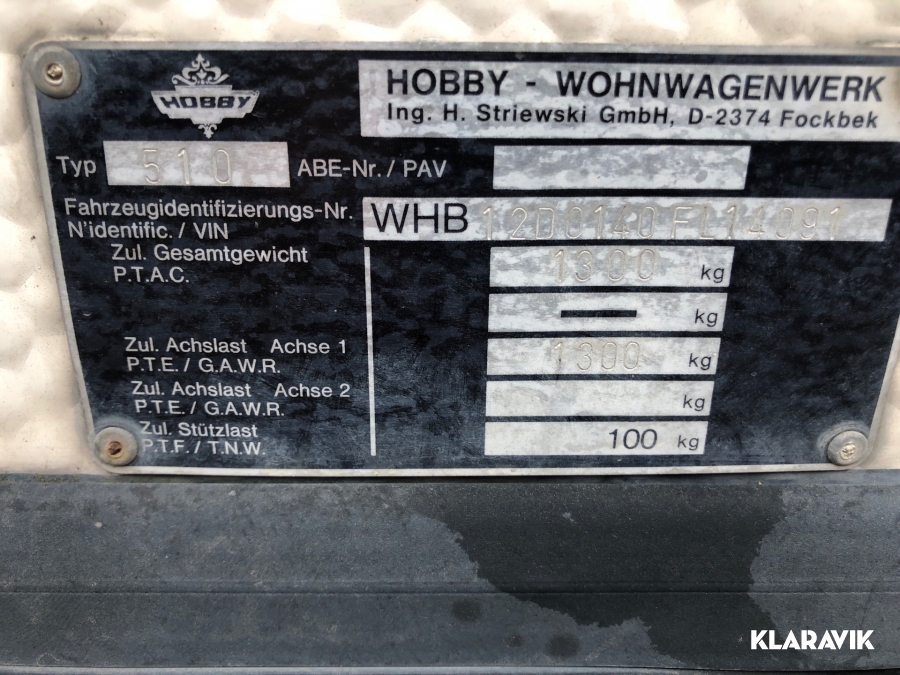 HOBBY
HOBBY - WOHNWAGENWERK
Ing. H. Striewski GmbH, D-2374 Fockbek
Typ 510 ABE-Nr. / PAV
Fahrzeugidentifizierungs-Nr.
N'identific. / VIN
WHB 12D0140FL14091
Zul. Gesamtgewicht
P.T.A.C.
1300 kg
kg
Zul. Achslast Achse 1
P.T.E. / G.A.W.R.
1300 kg
Zul. Achslast Achse 2
P.T.E. / G.A.W.R.
kg
Zul. Stützlast
P.T.F. / T.N.W.
100 kg
KLARAVIK